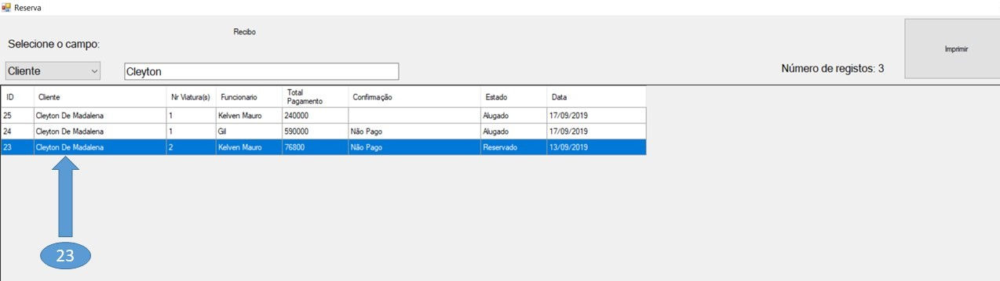 Reserva
Recibo
Selecione o campo:
Cliente
Cleyton
Número de registos: 3
Imprimir
ID Cliente Nr Viatura(s) Funcionario Total Pagamento Confirmação Estado Data
25 Cleyton De Madalena 1 Kelven Mauro 240000 Alugado 17/09/2019
24 Cleyton De Madalena 1 Gil 590000 Não Pago Alugado 17/09/2019
23 Cleyton De Madalena 2 Kelven Mauro 76800 Não Pago Reservado 13/09/2019
23